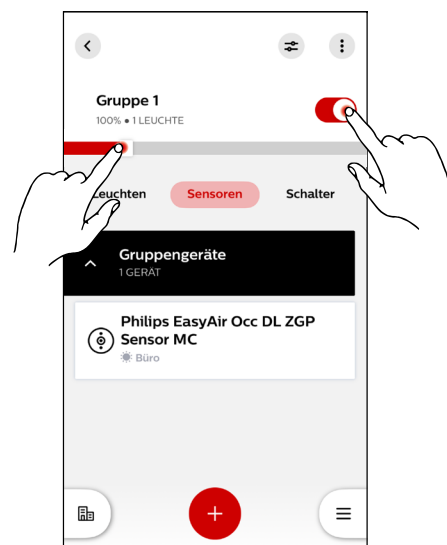 Gruppe 1
100% • 1 LEUCHTE
Leuchten Sensoren Schalter
Gruppengeräte
1 GERÄT
Philips EasyAir Occ DL ZGP
Sensor MC
Büro